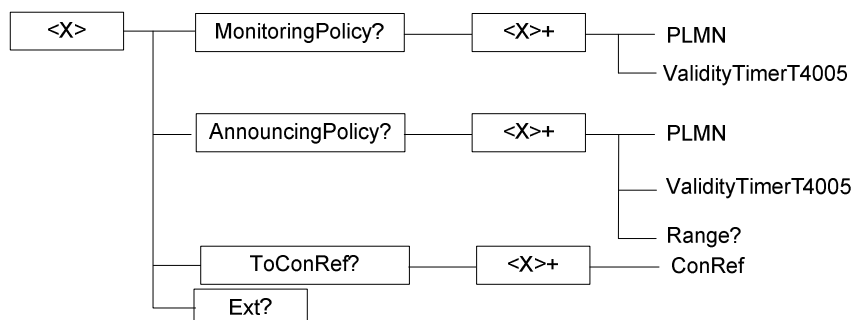 <X>
MonitoringPolicy?
<X>+
PLMN
ValidityTimerT4005
AnnouncingPolicy?
<X>+
PLMN
ValidityTimerT4005
Range?
ToConRef?
<X>+
ConRef
Ext?